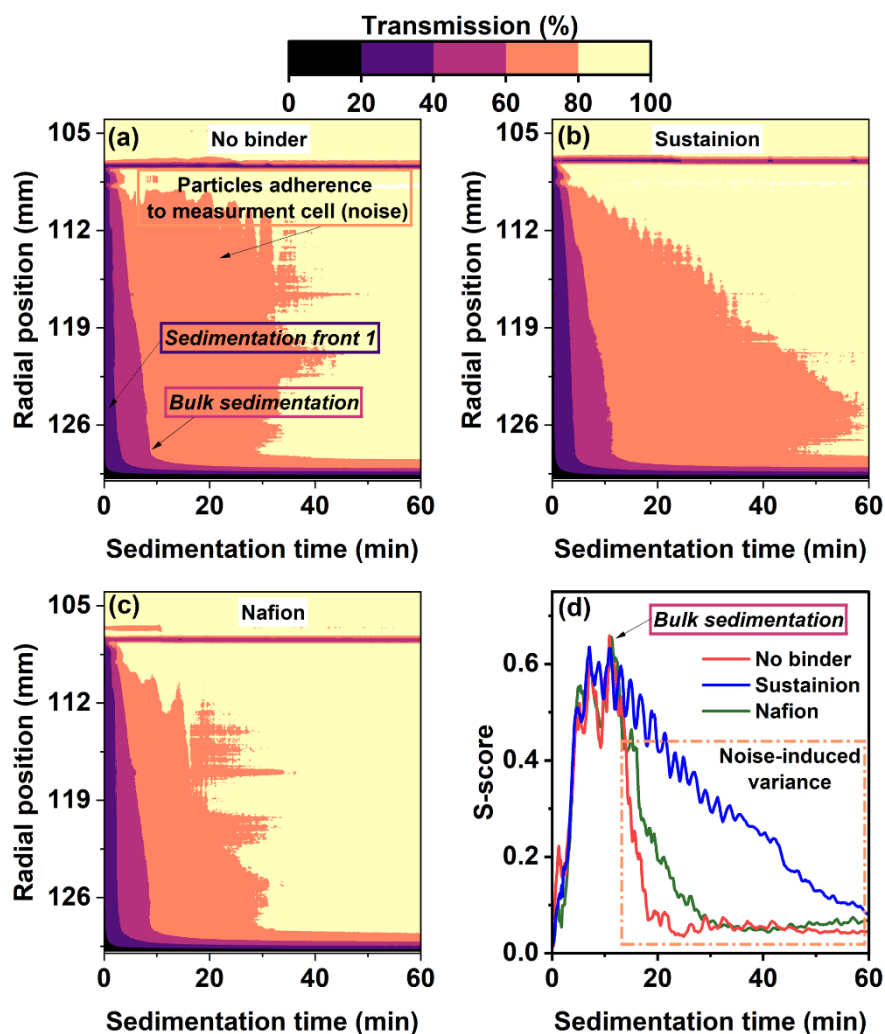 Transmission (%)
0 20 40 60 80 100
(a)
No binder
Particles adherence
to measurment cell (noise)
Sedimentation front 1
Bulk sedimentation
105
112
119
126
Radial position (mm)
0 20 40 60
Sedimentation time (min)
(b)
Sustainion
105
112
119
126
Radial position (mm)
0 20 40 60
Sedimentation time (min)
(c)
Nafion
105
112
119
126
Radial position (mm)
0 20 40 60
Sedimentation time (min)
(d)
Bulk sedimentation
No binder
Sustainion
Nafion
Noise-induced
variance
0.6
0.4
0.2
0.0
S-score
0 20 40 60
Sedimentation time (min)